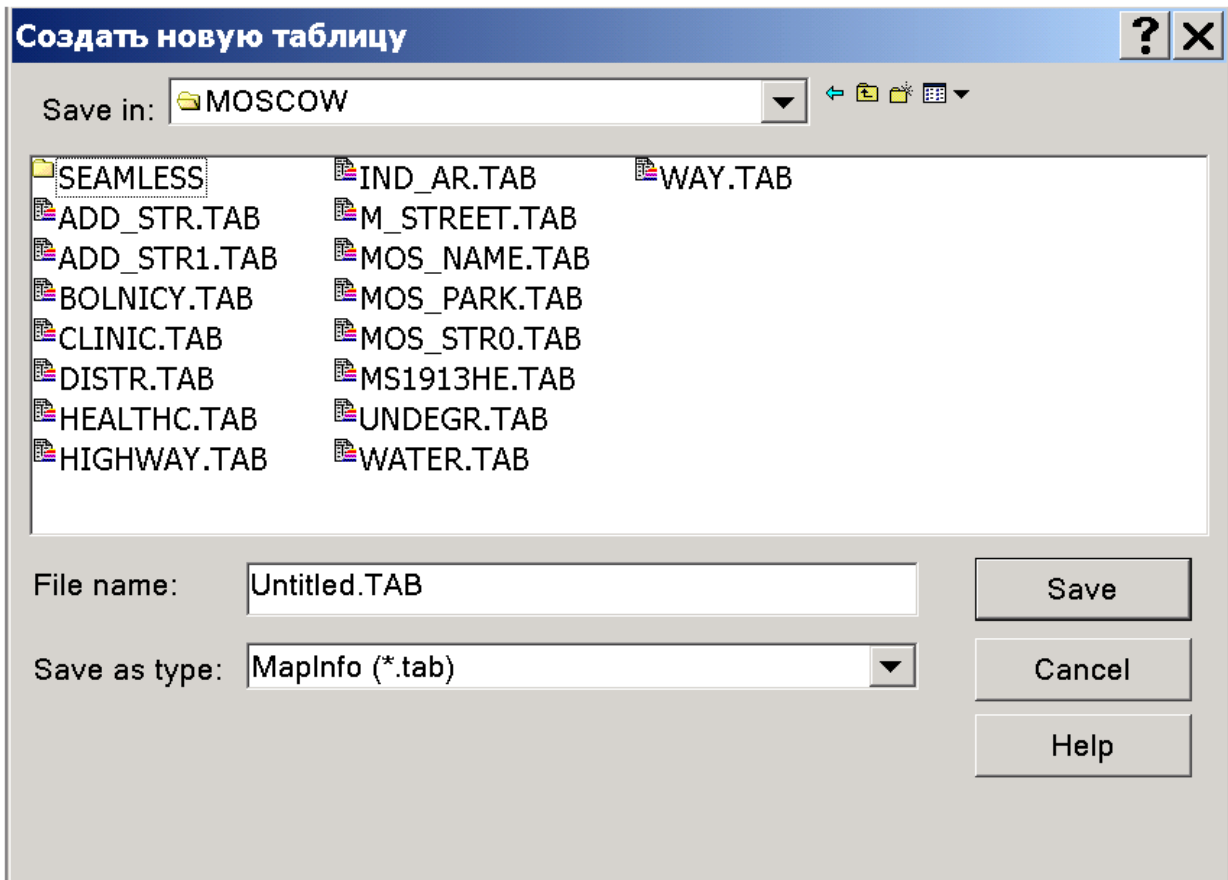 Создать новую таблицу
Save in: MOSCOW
SEAMLESS IND_AR.TAB WAY.TAB
ADD_STR.TAB M_STREET.TAB
ADD_STR1.TAB MOS_NAME.TAB
BOLNICY.TAB MOS_PARK.TAB
CLINIC.TAB MOS_STR0.TAB
DISTR.TAB MS1913HE.TAB
HEALTHC.TAB UNDEGR.TAB
HIGHWAY.TAB WATER.TAB
File name: Untitled.TAB Save
Save as type: MapInfo (*.tab) Cancel
Help